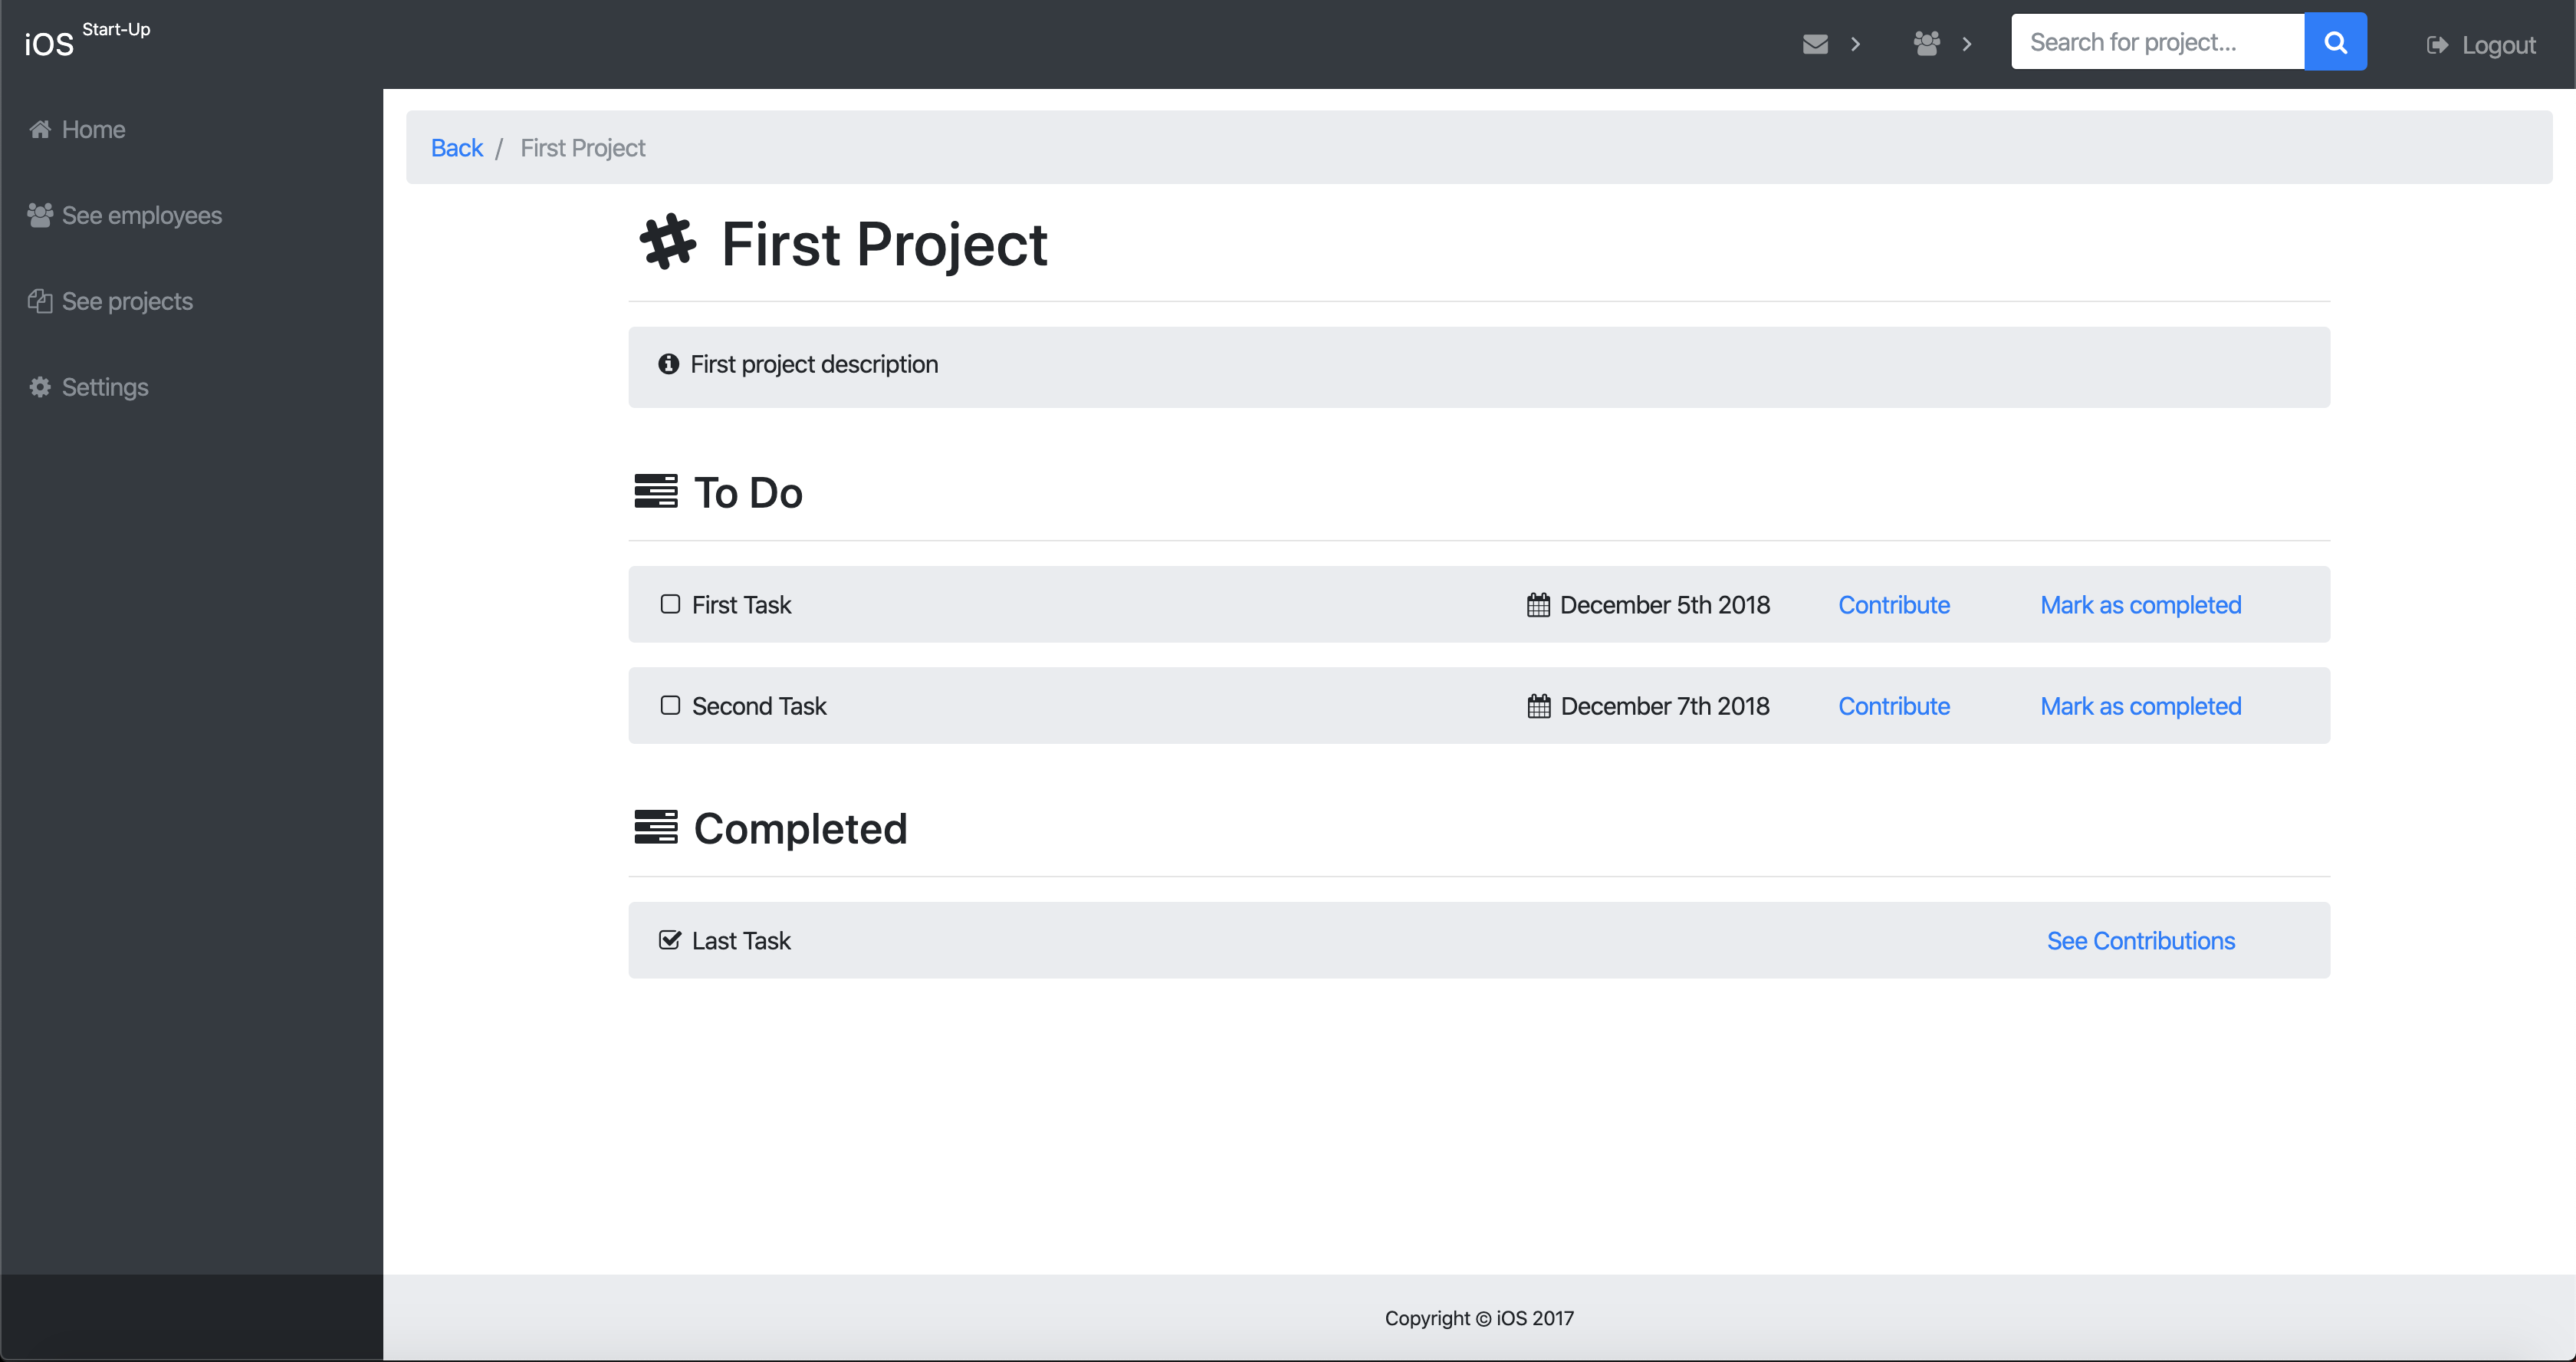 iOS Start-Up
Search for project...
Logout
Home
See employees
See projects
Settings
Back / First Project
First Project
First project description
To Do
First Task December 5th 2018 Contribute Mark as completed
Second Task December 7th 2018 Contribute Mark as completed
Completed
Last Task See Contributions
Copyright © iOS 2017